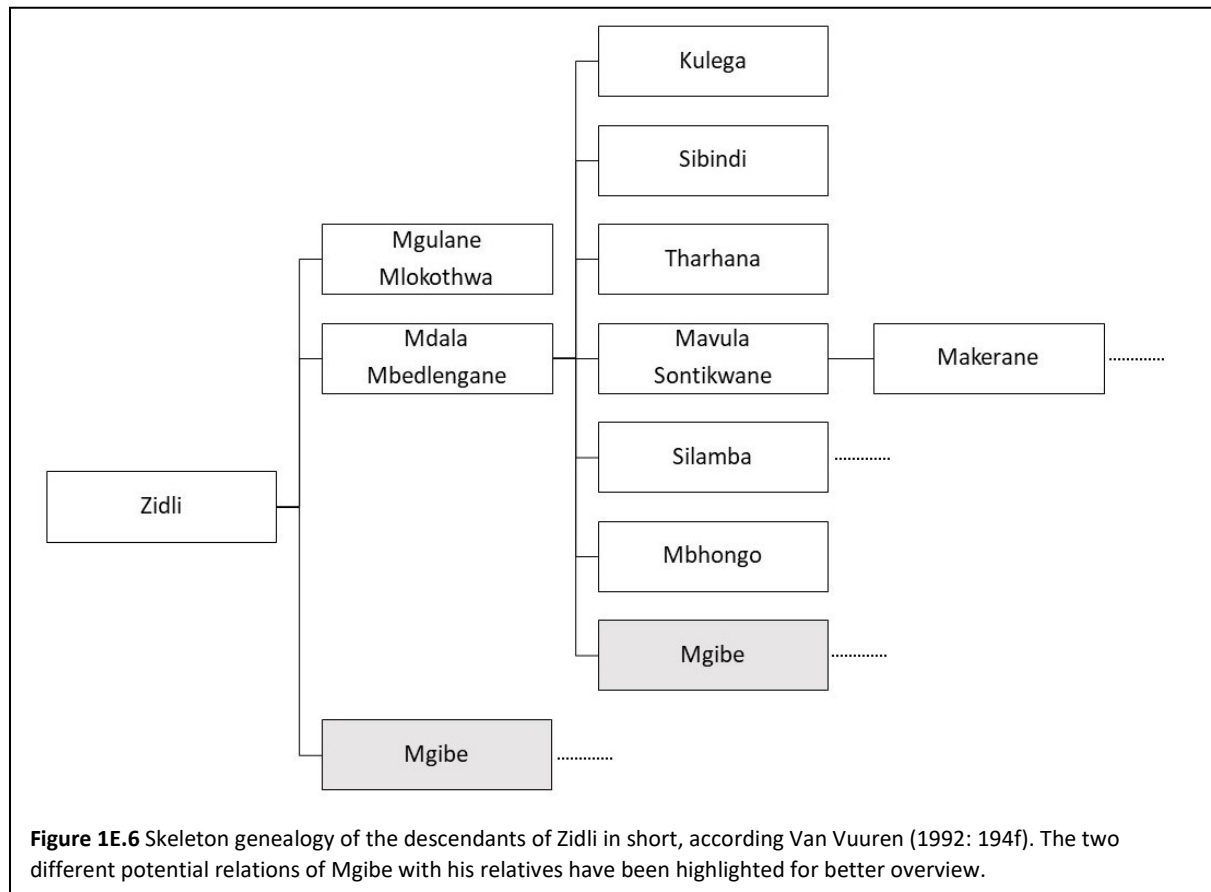 Kulega
Sibindi
Mgulane
Mlokothwa
Tharhana
Mdala
Mbedlengane
Mavula
Sontikwane
Makerane
Silamba
Zidli
Mbhongo
Mgibe
Mgibe
Figure 1E.6 Skeleton genealogy of the descendants of Zidli in short, according Van Vuuren (1992: 194f). The two
different potential relations of Mgibe with his relatives have been highlighted for better overview.